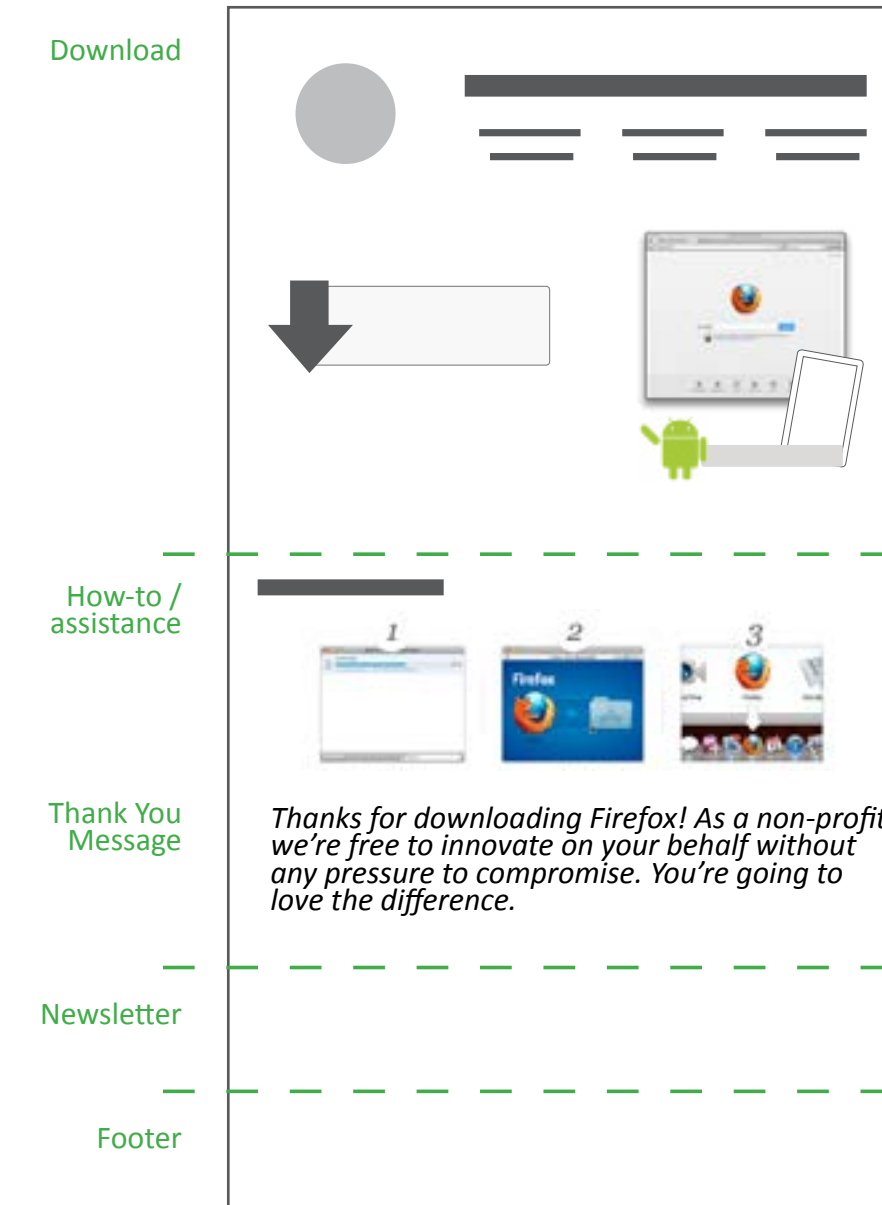 Download
How-to /
assistance
1
2
3
Firefox
Thank You
Message
Thanks for downloading Firefox! As a non-profit
we're free to innovate on your behalf without
any pressure to compromise. You're going to
love the difference.
Newsletter
Footer